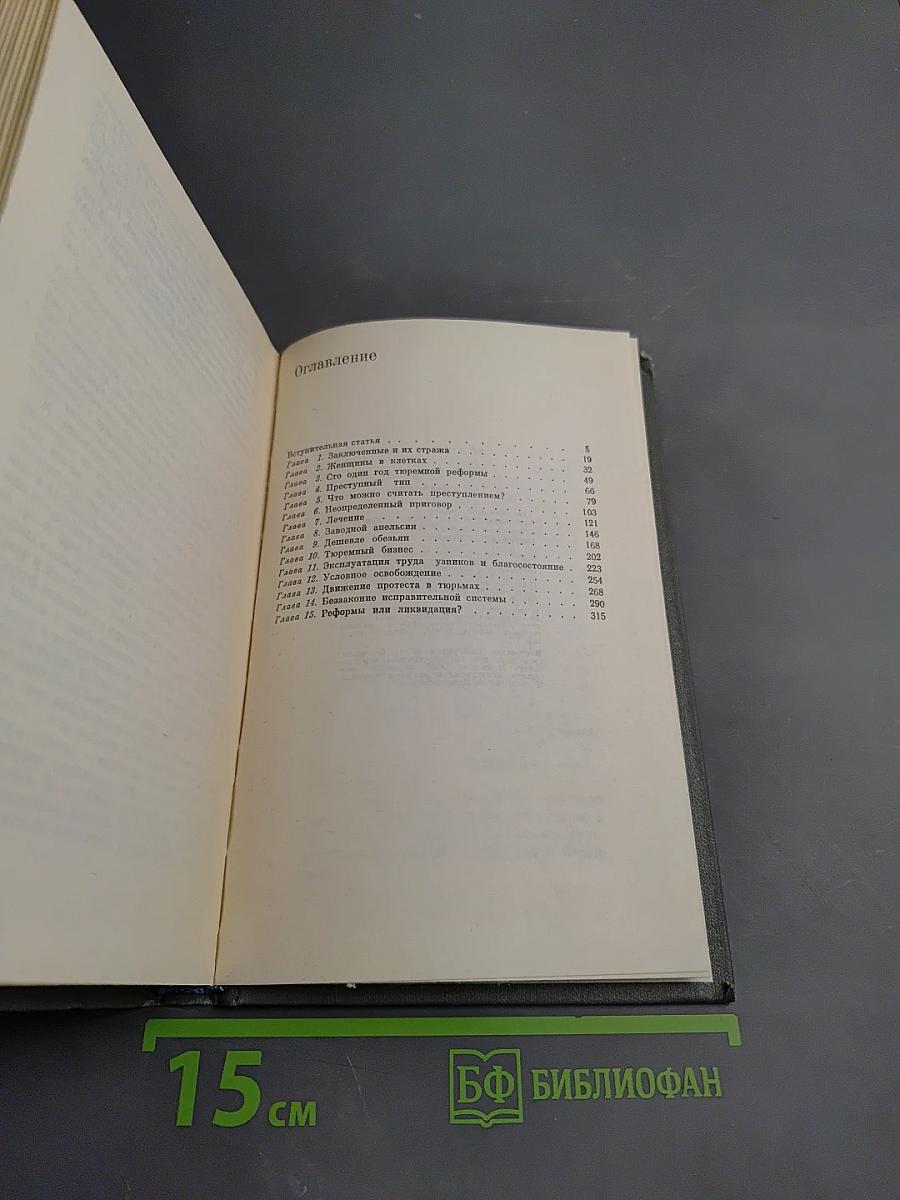 Оглавление
Вступительная статья . . . . . . . . . . . . 5
Глава 1. Заключенные и их стража . . . . . . . . 19
Глава 2. Женщины в клетках . . . . . . . . . . 32
Глава 3. Сто один год тюремной реформы . . . . . . 49
Глава 4. Преступный тип . . . . . . . . . . . 66
Глава 5. Что можно считать преступлением? . . . . . 79
Глава 6. Неопределенный приговор . . . . . . . . 103
Глава 7. Лечение . . . . . . . . . . . . . 121
Глава 8. Заводной апельсин . . . . . . . . . . 146
Глава 9. Дешевле обезьян . . . . . . . . . . . 168
Глава 10. Тюремный бизнес . . . . . . . . . . . 202
Глава 11. Эксплуатация труда узников и благосостояние . 223
Глава 12. Условное освобождение . . . . . . . . . 254
Глава 13. Движение протеста в тюрьмах . . . . . . . 268
Глава 14. Беззаконие исправительной системы . . . . . 290
Глава 15. Реформы или ликвидация? . . . . . . . . 315
15 см
БФ БИБЛИОФАН